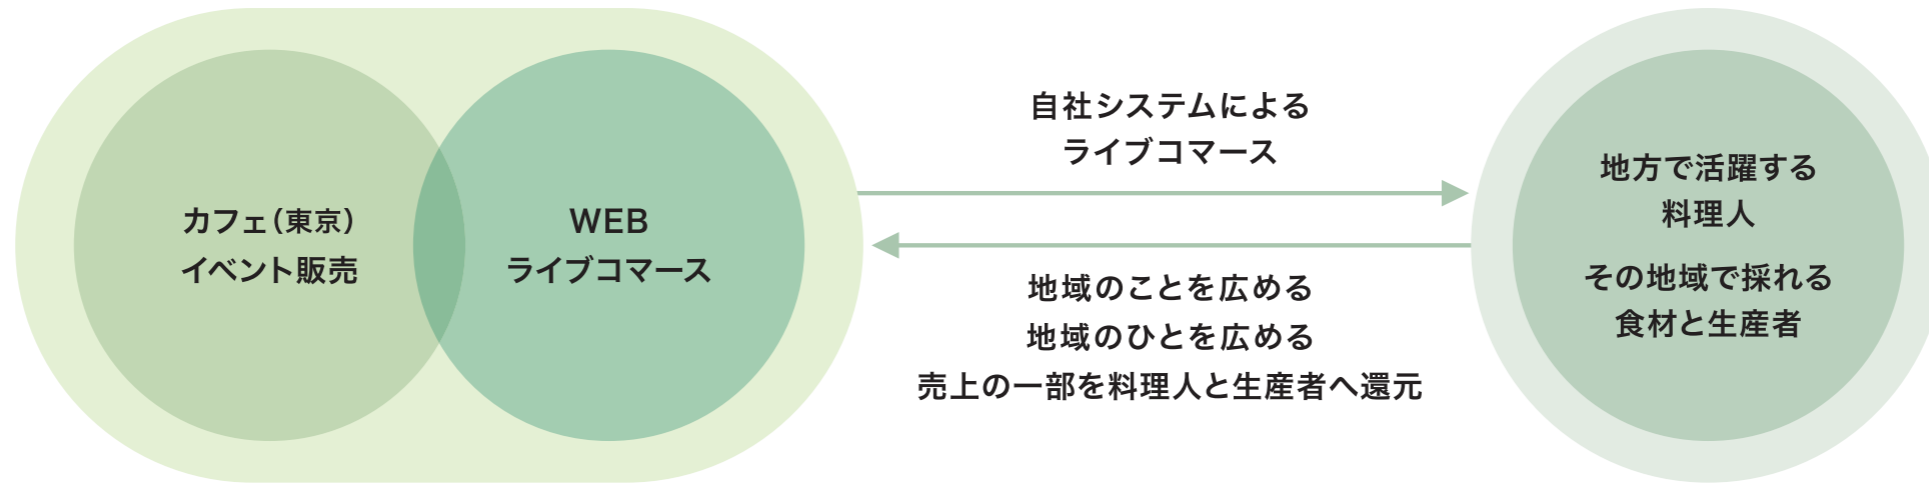 カフェ（東京）
イベント販売
WEB
ライブコマース
自社システムによる
ライブコマース
地域のことを広める
地域のひとを広める
売上の一部を料理人と生産者へ還元
地方で活躍する
料理人
その地域で採れる
食材と生産者